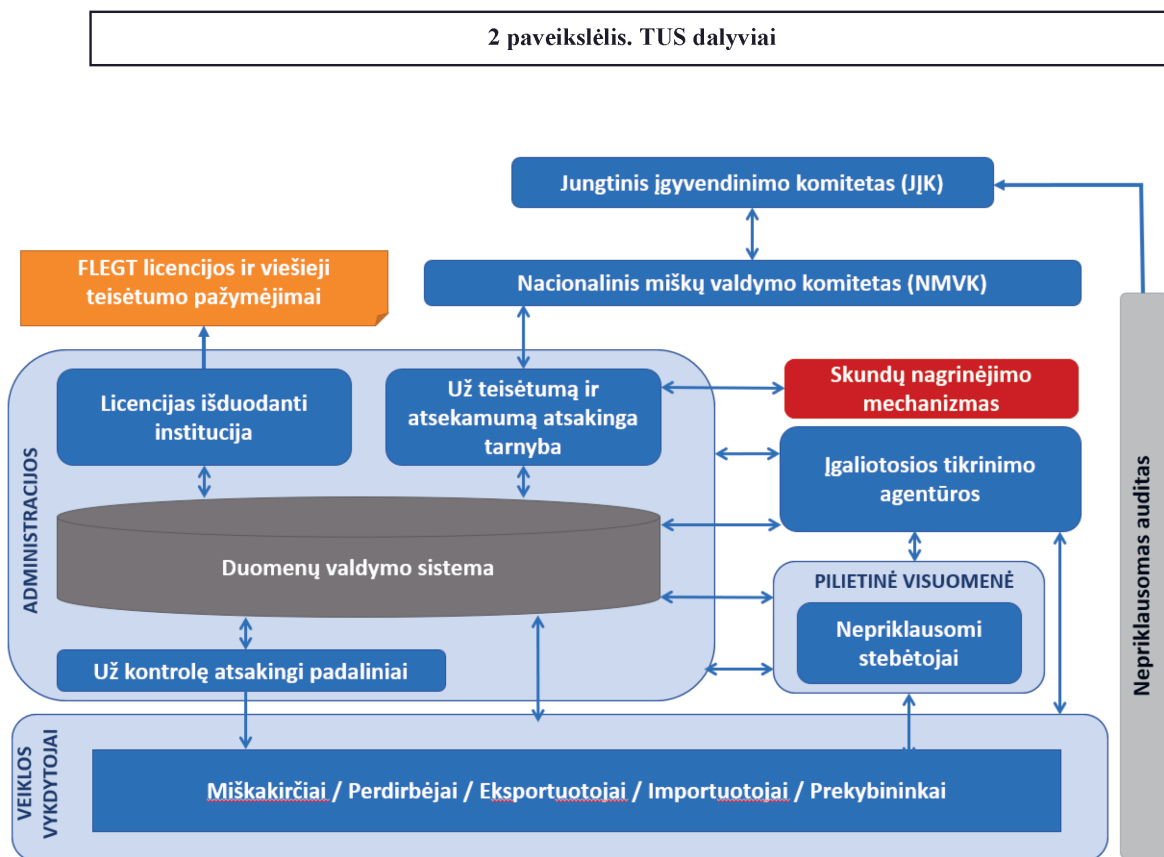 2 paveikslėlis. TUS dalyviai
Jungtinis įgyvendinimo komitetas (JĮK)
FLEGT licencijos ir viešieji
teisėtumo pažymėjimai
Nacionalinis miškų valdymo komitetas (NMVK)
ADMINISTRACIJOS
Licencijas išduodanti
institucija
Už teisėtumą ir
atsekamumą atsakinga
tarnyba
Skundų nagrinėjimo
mechanizmas
Įgaliotosios tikrinimo
agentūros
Nepriklausomas auditas
Duomenų valdymo sistema
PILIETINĖ VISUOMENĖ
Nepriklausomi
stebėtojai
Už kontrolę atsakingi padaliniai
VEIKLOS
VYKDYTOJAI
Miškakirčiai / Perdirbėjai / Eksportuotojai / Importuotojai / Prekybininkai